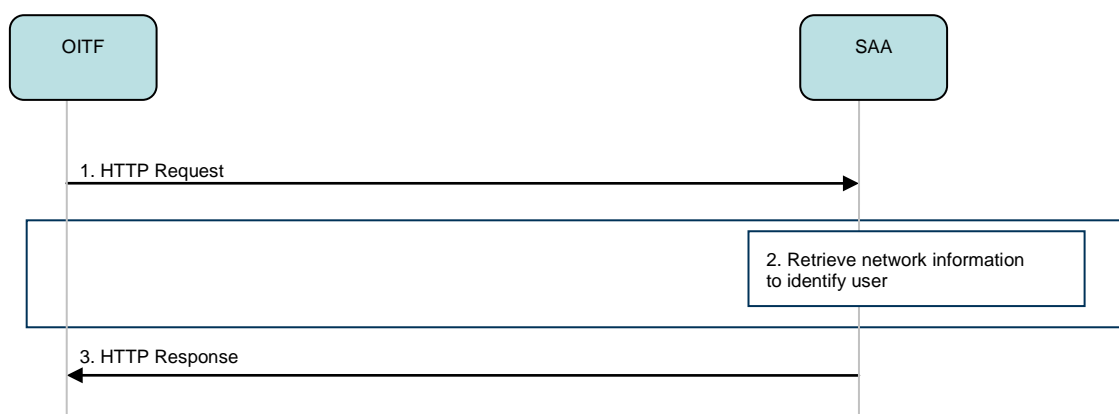 OITF
SAA
1. HTTP Request
2. Retrieve network information
to identify user
3. HTTP Response